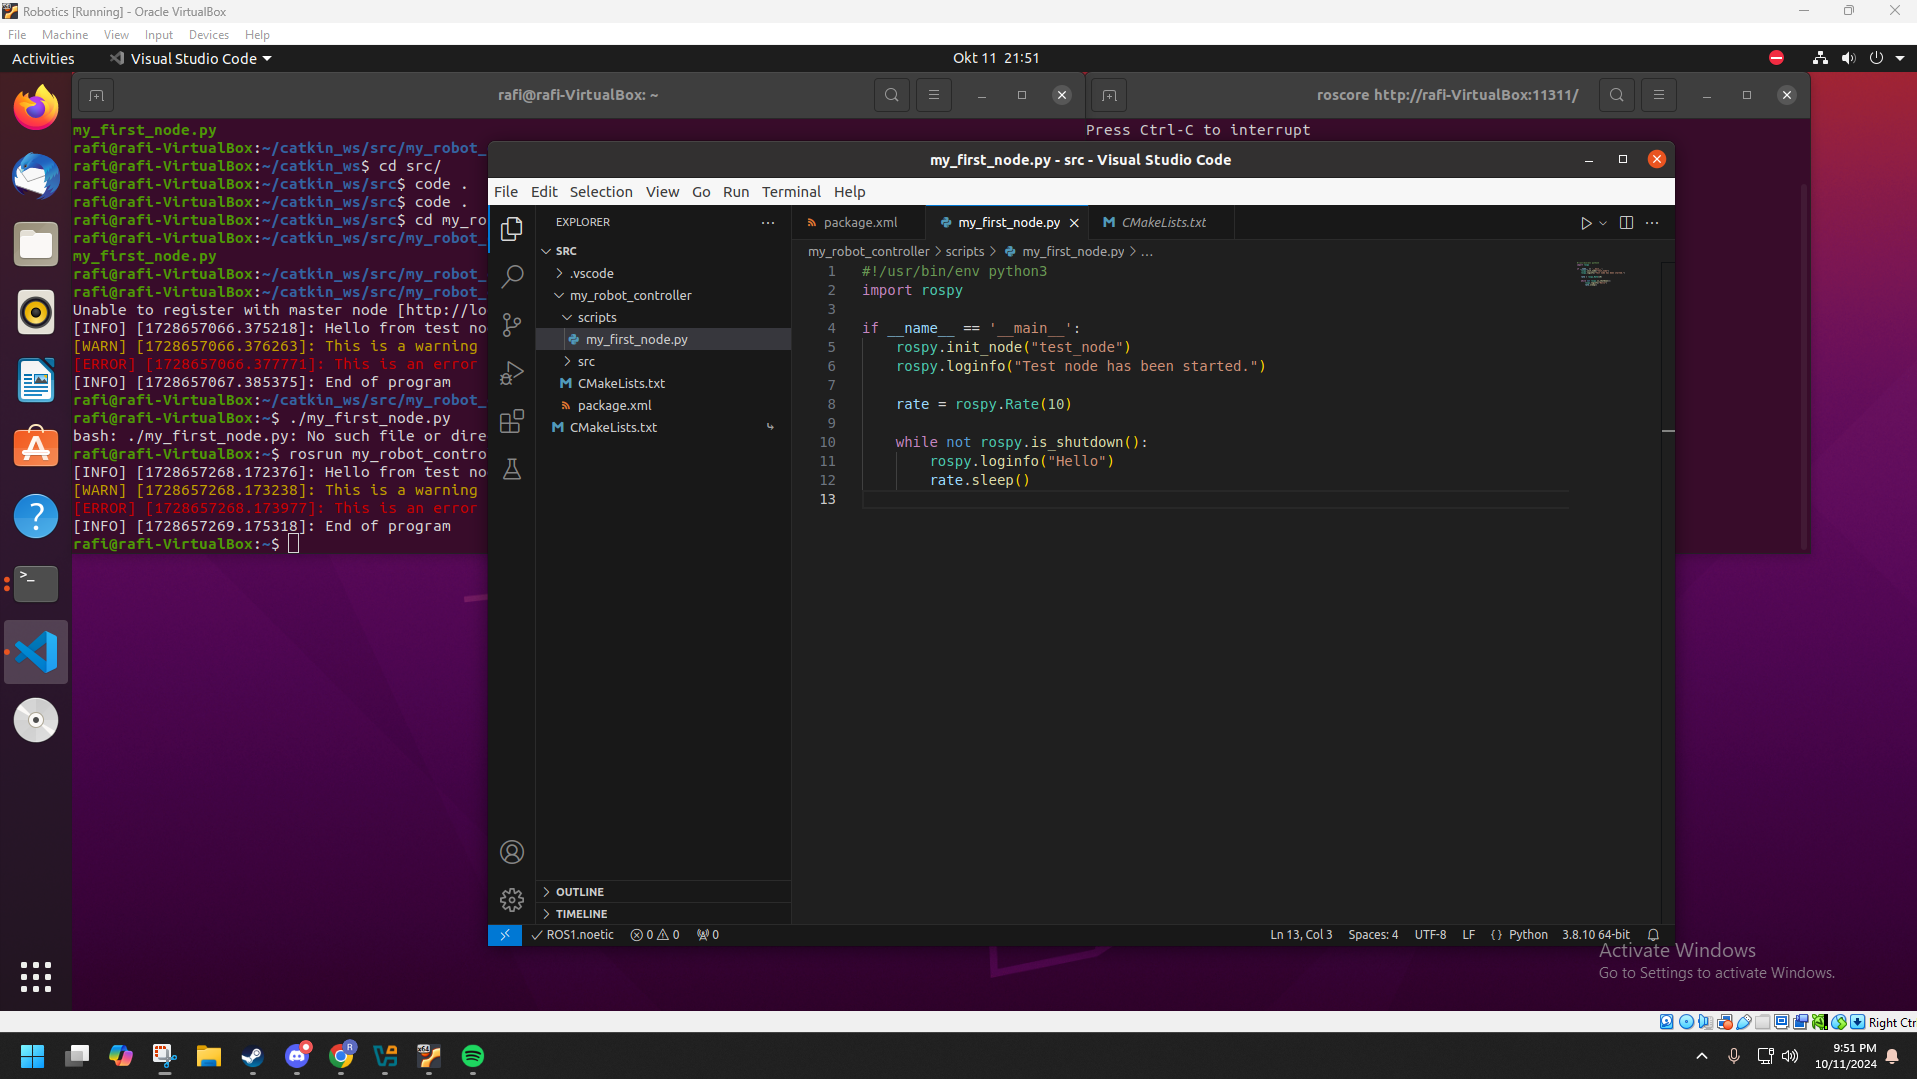 Robotics [Running] - Oracle VirtualBox
File Machine View Input Devices Help
Activities Visual Studio Code Okt 11 21:51
rafi@rafi-VirtualBox: ~
roscore http://rafi-VirtualBox:11311/
my_first_node.py
rafi@rafi-VirtualBox:~/catkin_ws/src/my_robot_
rafi@rafi-VirtualBox:~/catkin_ws$ cd src/
rafi@rafi-VirtualBox:~/catkin_ws/src$ code .
rafi@rafi-VirtualBox:~/catkin_ws/src$ code .
rafi@rafi-VirtualBox:~/catkin_ws/src$ cd my_ro
rafi@rafi-VirtualBox:~/catkin_ws/src/my_robot_
my_first_node.py
rafi@rafi-VirtualBox:~/catkin_ws/src/my_robot_
rafi@rafi-VirtualBox:~/catkin_ws/src/my_robot_
Unable to register with master node [http://lo
[INFO] [1728657066.375218]: Hello from test no
[WARN] [1728657066.376263]: This is a warning
[ERROR] [1728657066.377771]: This is an error
[INFO] [1728657067.385375]: End of program
rafi@rafi-VirtualBox:~/catkin_ws/src/my_robot_
rafi@rafi-VirtualBox:~$ ./my_first_node.py
bash: ./my_first_node.py: No such file or dire
rafi@rafi-VirtualBox:~$ rosrun my_robot_contro
[INFO] [1728657268.172376]: Hello from test no
[WARN] [1728657268.173238]: This is a warning
[ERROR] [1728657268.173977]: This is an error
[INFO] [1728657269.175318]: End of program
rafi@rafi-VirtualBox:~$
Press Ctrl-C to interrupt
my_first_node.py - src - Visual Studio Code
File Edit Selection View Go Run Terminal Help
EXPLORER
SRC
.vscode
my_robot_controller
scripts
my_first_node.py
src
CMakeLists.txt
package.xml
CMakeLists.txt
OUTLINE
TIMELINE
package.xml my_first_node.py CMakeLists.txt
my_robot_controller > scripts > my_first_node.py > ...
1 #!/usr/bin/env python3
2 import rospy
3
4 if __name__ == '__main__':
5 rospy.init_node("test_node")
6 rospy.loginfo("Test node has been started.")
7
8 rate = rospy.Rate(10)
9
10 while not rospy.is_shutdown():
11 rospy.loginfo("Hello")
12 rate.sleep()
13
ROS1.noetic 0 0 0 Ln 13, Col 3 Spaces: 4 UTF-8 LF {} Python 3.8.10 64-bit
Activate Windows
Go to Settings to activate Windows.
Right Ctr
9:51 PM
10/11/2024